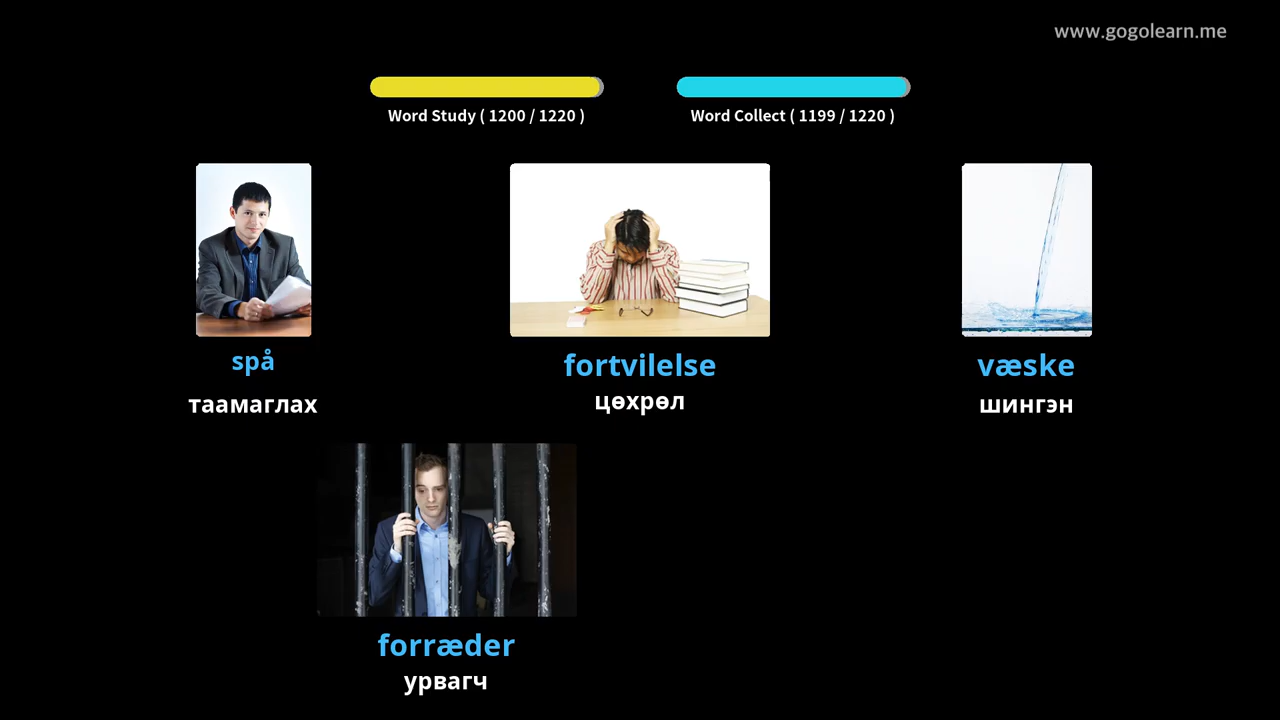 www.gogolearn.me
Word Study ( 1200 / 1220 )
Word Collect ( 1199 / 1220 )
spå
fortvilelse
væske
таамаглах
цөхрөл
шингэн
forræder
урвагч